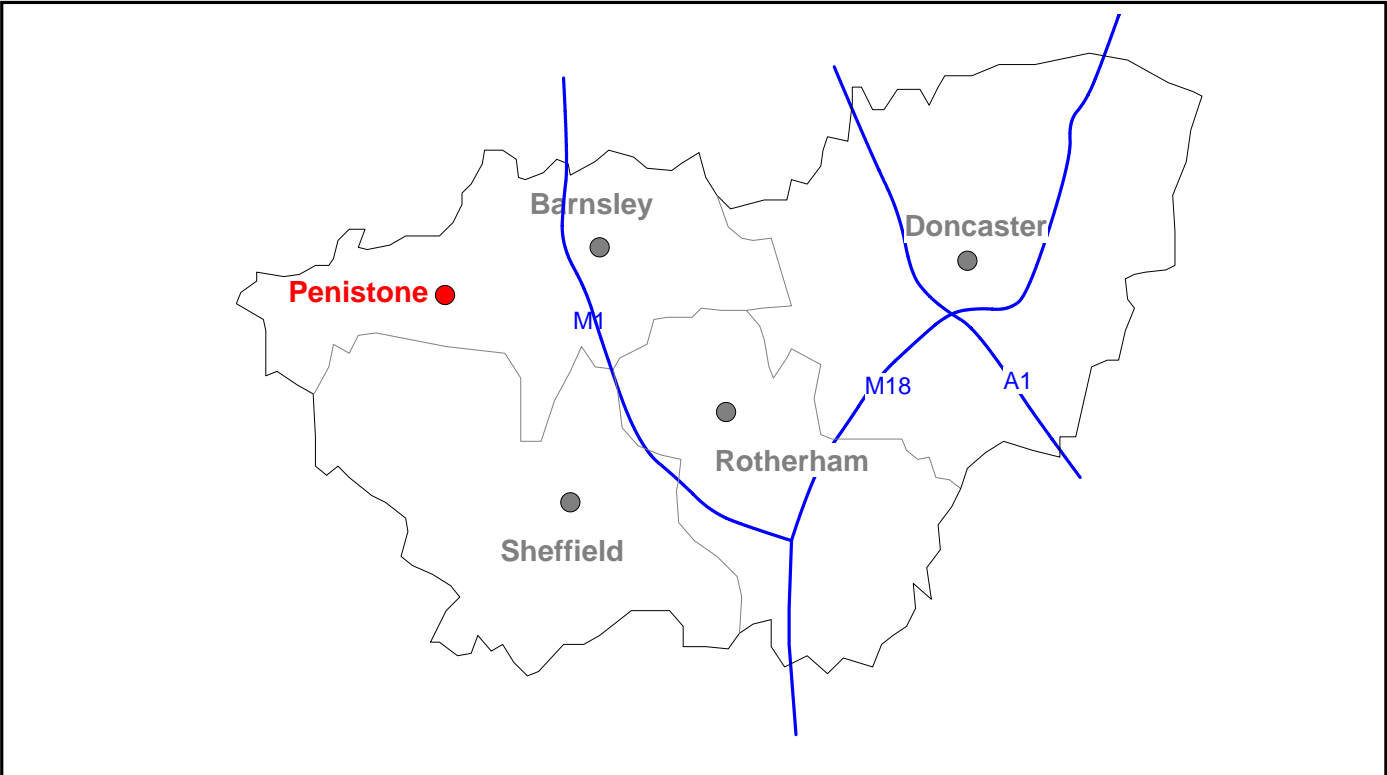 Barnsley
Doncaster
Penistone
M1
M18
A1
Rotherham
Sheffield